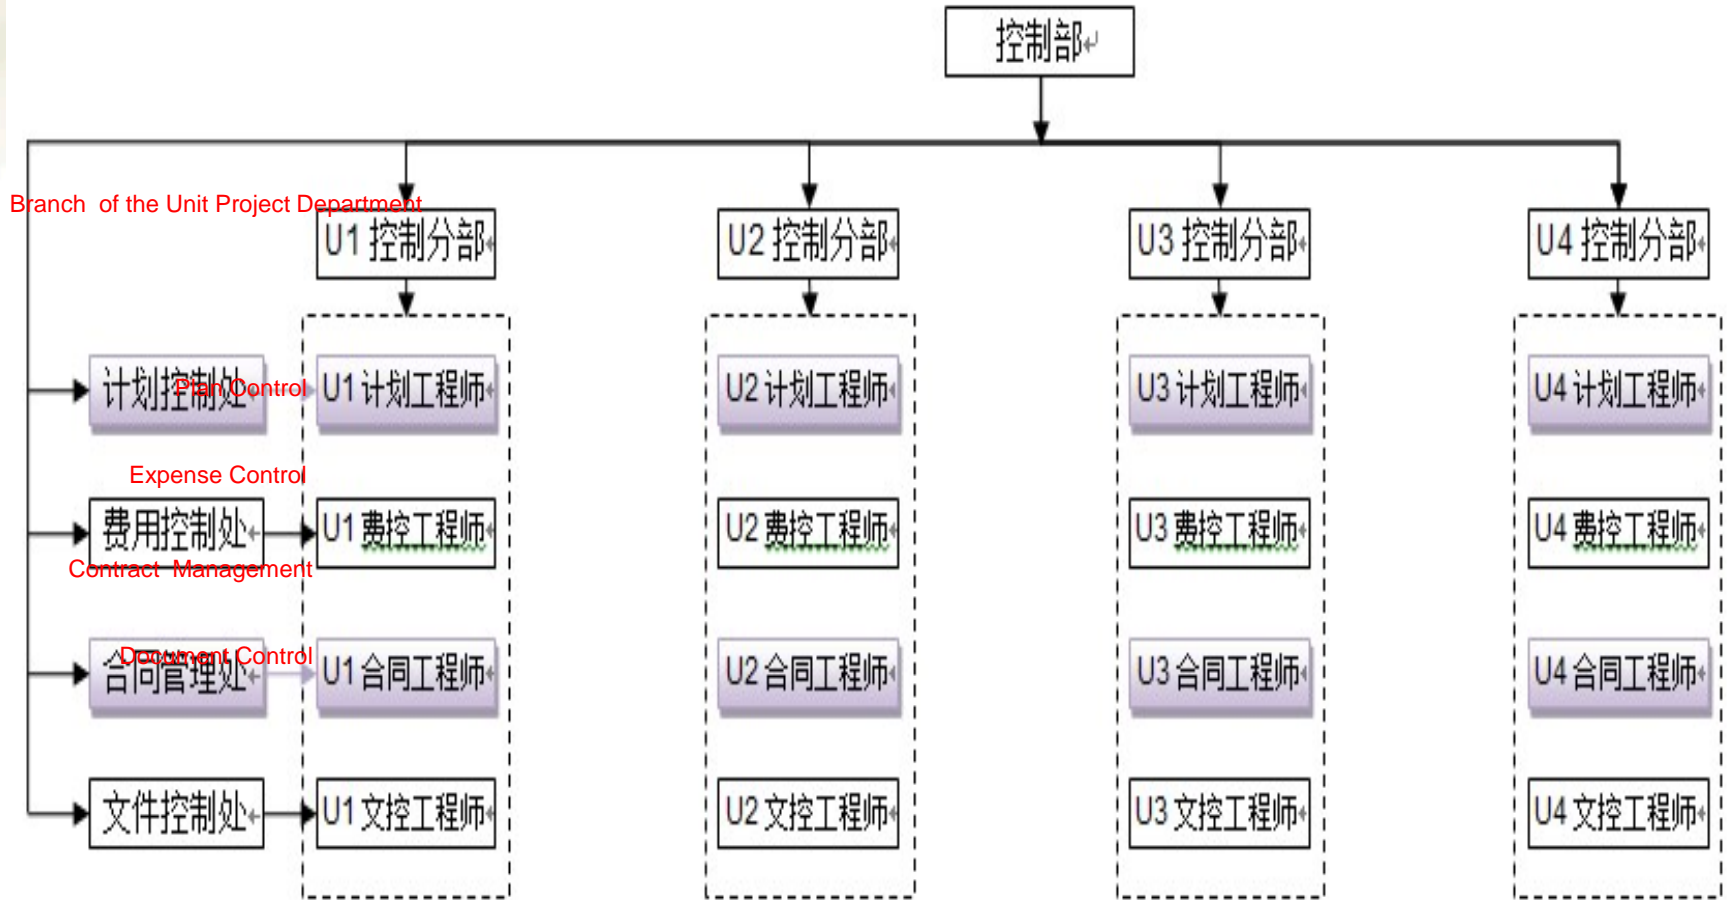 控制部
Branch of the Unit Project Department
U1 控制分部
U2 控制分部
U3 控制分部
U4 控制分部
计划控制处
Plan Control
U1 计划工程师
U2 计划工程师
U3 计划工程师
U4 计划工程师
Expense Control
费用控制处
U1 费控工程师
U2 费控工程师
U3 费控工程师
U4 费控工程师
Contract Management
Document Control
合同管理处
U1 合同工程师
U2 合同工程师
U3 合同工程师
U4 合同工程师
文件控制处
U1 文控工程师
U2 文控工程师
U3 文控工程师
U4 文控工程师